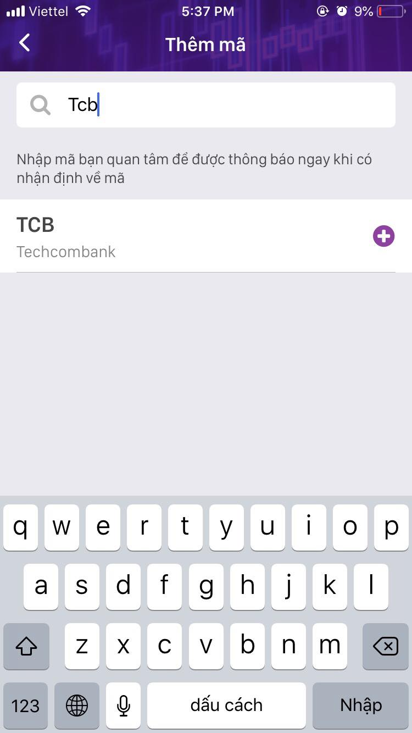 Viettel 5:37 PM 9%
Thêm mã
Tcb
Nhập mã bạn quan tâm để được thông báo ngay khi có
nhận định về mã
TCB
Techcombank
q w e r t y u i o p
a s d f g h j k l
z x c v b n m
123 dấu cách Nhập